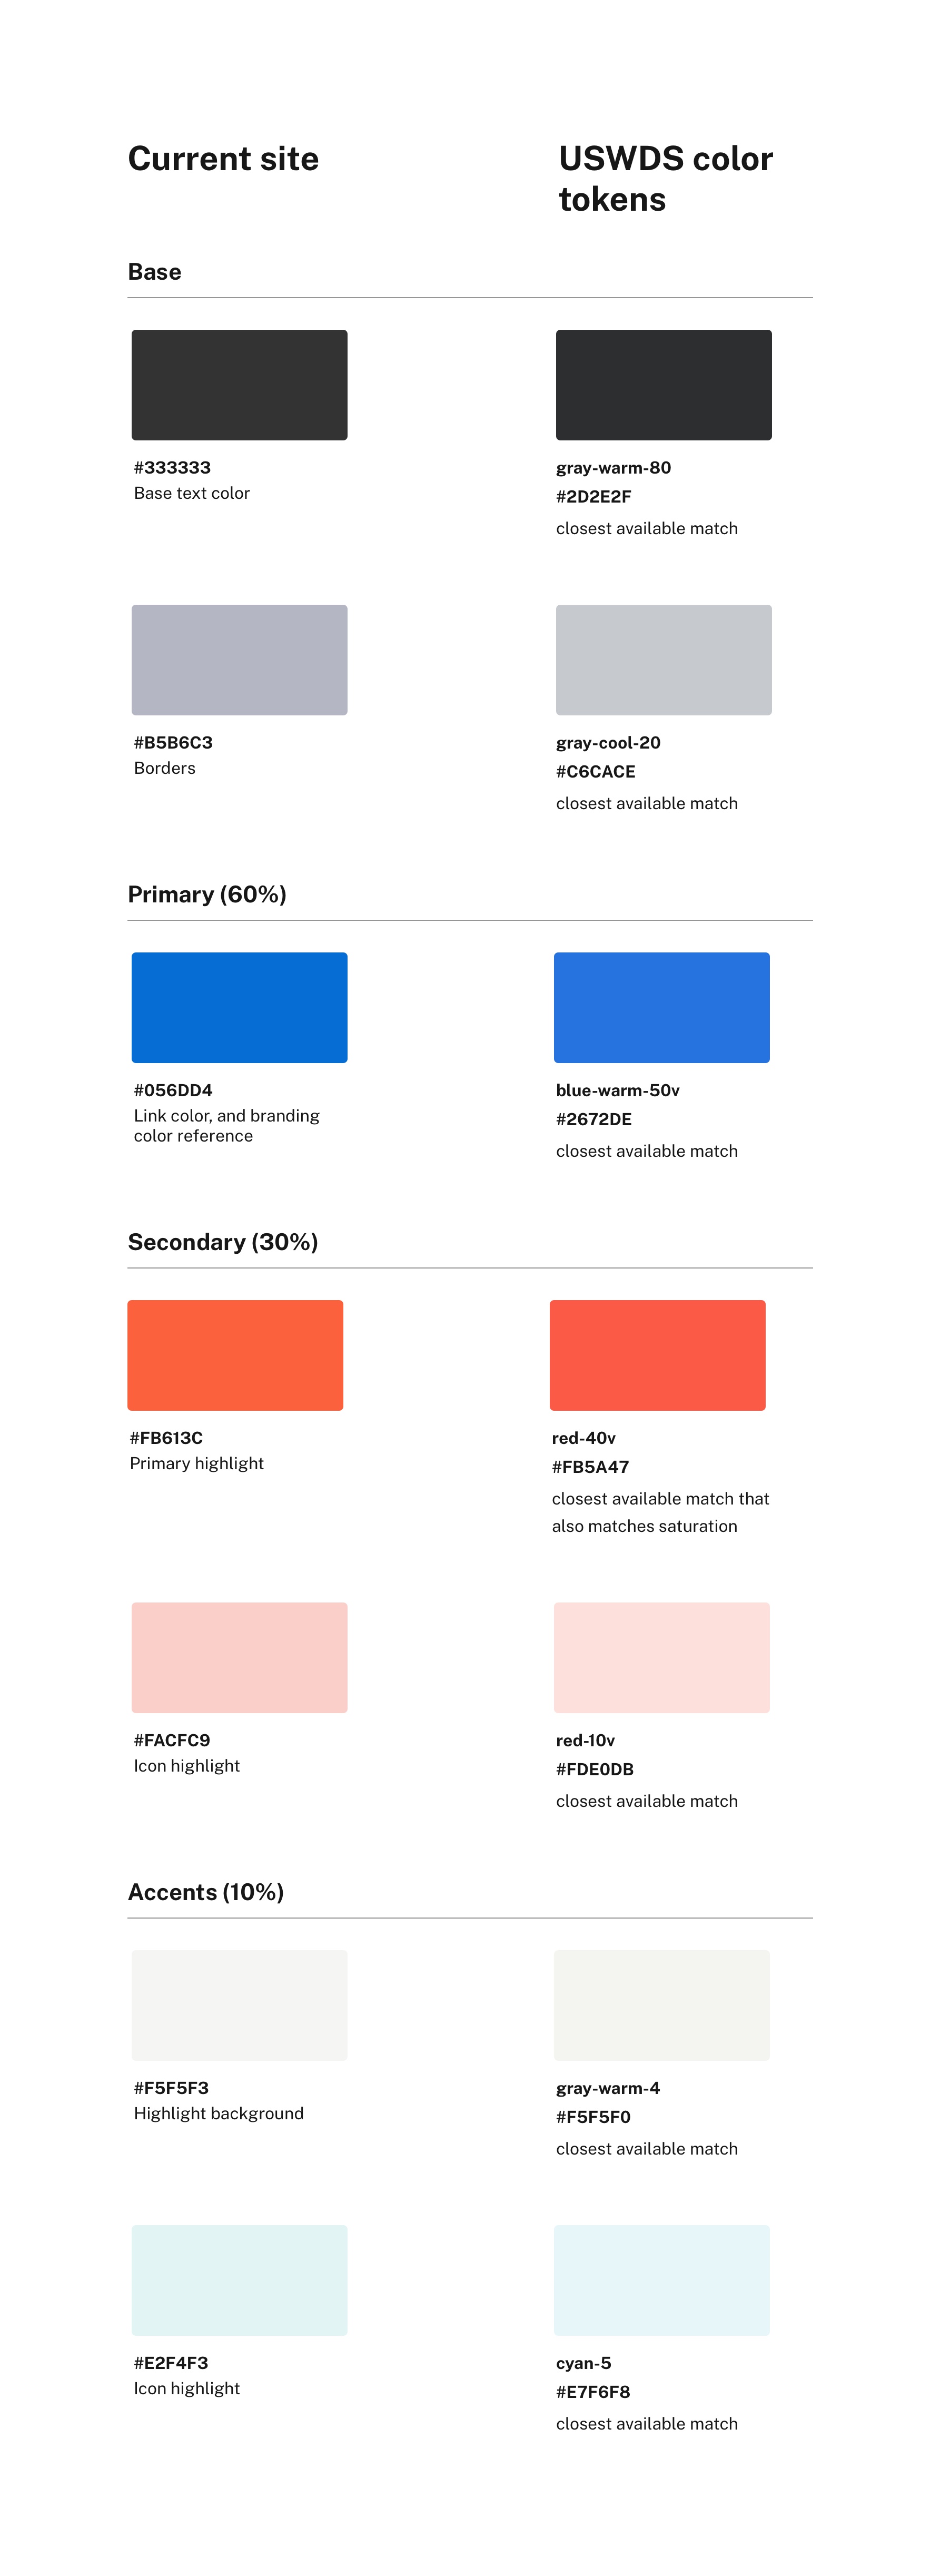 Current site
USWDS color
tokens
Base
#333333
Base text color
gray-warm-80
#2D2E2F
closest available match
#B5B6C3
Borders
gray-cool-20
#C6CACE
closest available match
Primary (60%)
#056DD4
Link color, and branding
color reference
blue-warm-50v
#2672DE
closest available match
Secondary (30%)
#FB613C
Primary highlight
red-40v
#FB5A47
closest available match that
also matches saturation
#FACFC9
Icon highlight
red-10v
#FDE0DB
closest available match
Accents (10%)
#F5F5F3
Highlight background
gray-warm-4
#F5F5F0
closest available match
#E2F4F3
Icon highlight
cyan-5
#E7F6F8
closest available match